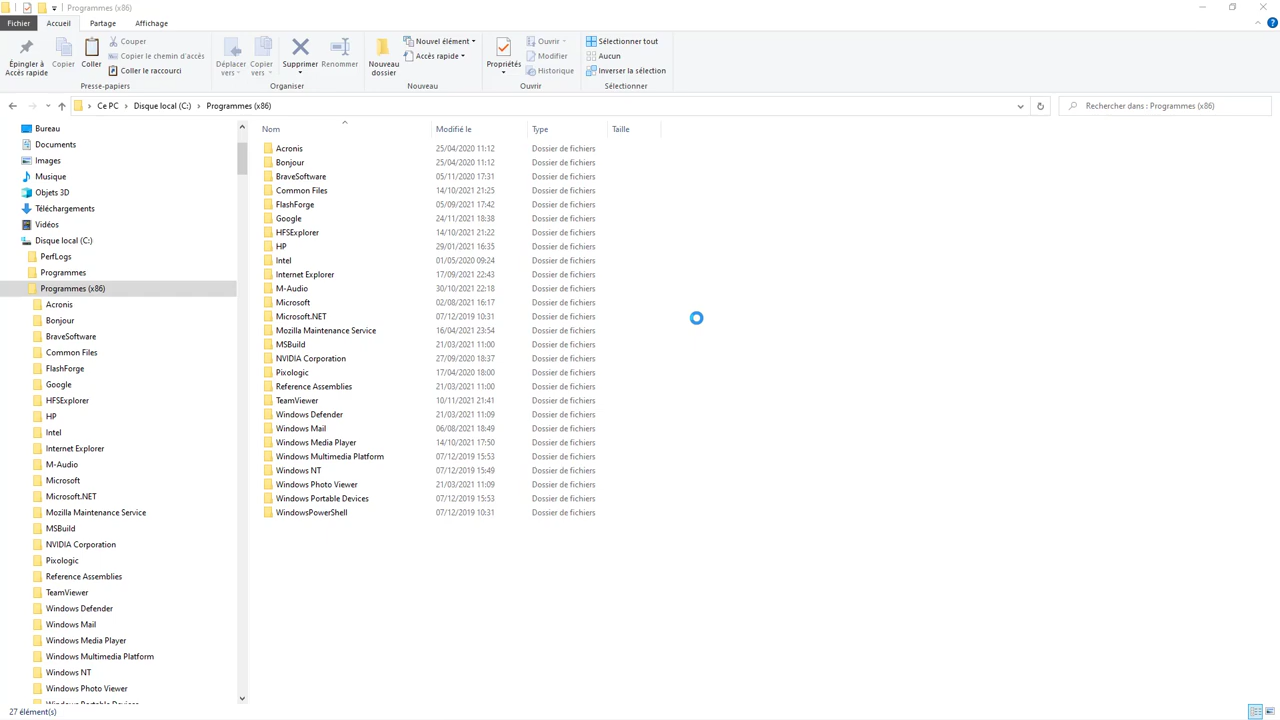 Programmes (x86)
Fichier Accueil Partage Affichage
Épingler à Accès rapide
Copier
Coller
Couper
Copier le chemin d'accès
Coller le raccourci
Presse-papiers
Déplacer vers
Copier vers
Supprimer
Renommer
Organiser
Nouveau dossier
Nouvel élément
Accès rapide
Nouveau
Propriétés
Ouvrir
Modifier
Historique
Ouvrir
Sélectionner tout
Aucun
Inverser la sélection
Sélectionner
Ce PC > Disque local (C:) > Programmes (x86)
Rechercher dans : Programmes (x86)
Bureau
Documents
Images
Musique
Objets 3D
Téléchargements
Vidéos
Disque local (C:)
PerfLogs
Programmes
Programmes (x86)
Acronis
Bonjour
BraveSoftware
Common Files
FlashForge
Google
HFSExplorer
HP
Intel
Internet Explorer
M-Audio
Microsoft
Microsoft.NET
Mozilla Maintenance Service
MSBuild
NVIDIA Corporation
Pixologic
Reference Assemblies
TeamViewer
Windows Defender
Windows Mail
Windows Media Player
Windows Multimedia Platform
Windows NT
Windows Photo Viewer
Windows Portable Devices
Nom Modifié le Type Taille
Acronis 25/04/2020 11:12 Dossier de fichiers
Bonjour 25/04/2020 11:12 Dossier de fichiers
BraveSoftware 05/11/2020 17:31 Dossier de fichiers
Common Files 14/10/2021 21:25 Dossier de fichiers
FlashForge 05/09/2021 17:42 Dossier de fichiers
Google 24/11/2021 18:38 Dossier de fichiers
HFSExplorer 14/10/2021 21:22 Dossier de fichiers
HP 29/01/2021 16:35 Dossier de fichiers
Intel 01/05/2020 09:24 Dossier de fichiers
Internet Explorer 17/09/2021 22:43 Dossier de fichiers
M-Audio 30/10/2021 22:18 Dossier de fichiers
Microsoft 02/08/2021 16:17 Dossier de fichiers
Microsoft.NET 07/12/2019 10:31 Dossier de fichiers
Mozilla Maintenance Service 16/04/2021 23:54 Dossier de fichiers
MSBuild 21/03/2021 11:00 Dossier de fichiers
NVIDIA Corporation 27/09/2020 18:37 Dossier de fichiers
Pixologic 17/04/2020 18:00 Dossier de fichiers
Reference Assemblies 21/03/2021 11:00 Dossier de fichiers
TeamViewer 10/11/2021 21:41 Dossier de fichiers
Windows Defender 21/03/2021 11:09 Dossier de fichiers
Windows Mail 06/08/2021 18:49 Dossier de fichiers
Windows Media Player 14/10/2021 17:50 Dossier de fichiers
Windows Multimedia Platform 07/12/2019 15:53 Dossier de fichiers
Windows NT 07/12/2019 15:49 Dossier de fichiers
Windows Photo Viewer 21/03/2021 11:09 Dossier de fichiers
Windows Portable Devices 07/12/2019 15:53 Dossier de fichiers
WindowsPowerShell 07/12/2019 10:31 Dossier de fichiers
27 élément(s)